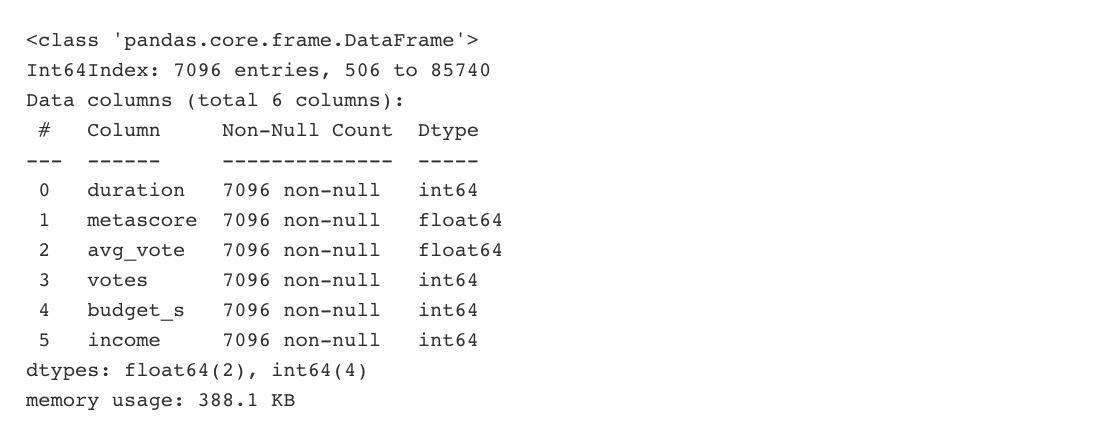 <class 'pandas.core.frame.DataFrame'>
Int64Index: 7096 entries, 506 to 85740
Data columns (total 6 columns):
 #   Column     Non-Null Count  Dtype
---  ------     --------------  -----
 0   duration   7096 non-null   int64
 1   metascore  7096 non-null   float64
 2   avg_vote   7096 non-null   float64
 3   votes      7096 non-null   int64
 4   budget_s   7096 non-null   int64
 5   income     7096 non-null   int64
dtypes: float64(2), int64(4)
memory usage: 388.1 KB